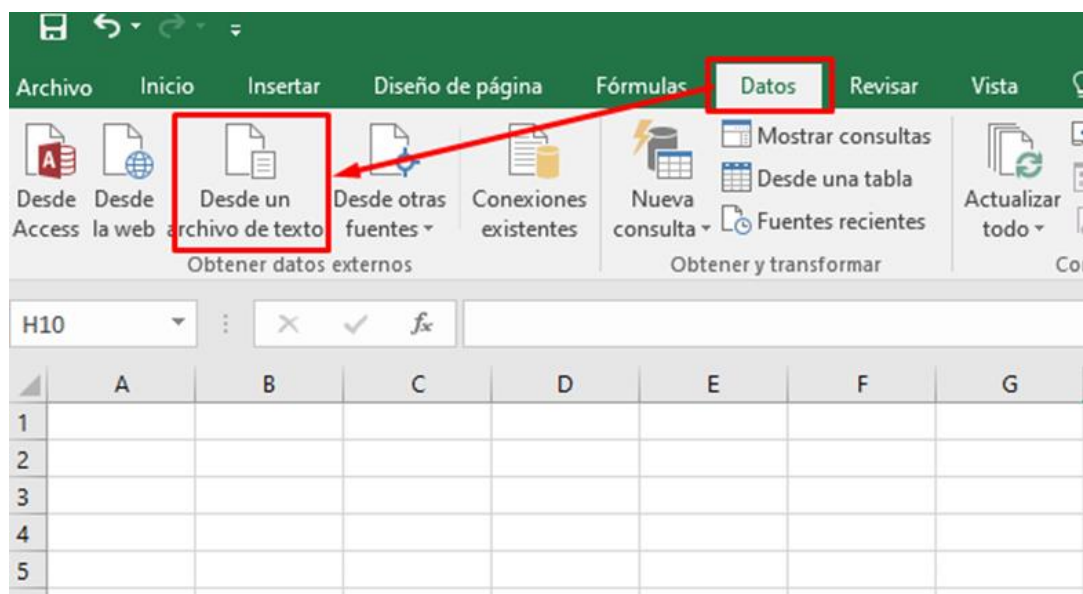 Archivo Inicio Insertar Diseño de página Fórmulas Datos Revisar Vista
Desde Access
Desde la web
Desde un archivo de texto
Desde otras fuentes
Conexiones existentes
Nueva consulta
Mostrar consultas
Desde una tabla
Fuentes recientes
Actualizar todo
Obtener datos externos
Obtener y transformar
Co
H10
fx
A B C D E F G
1
2
3
4
5